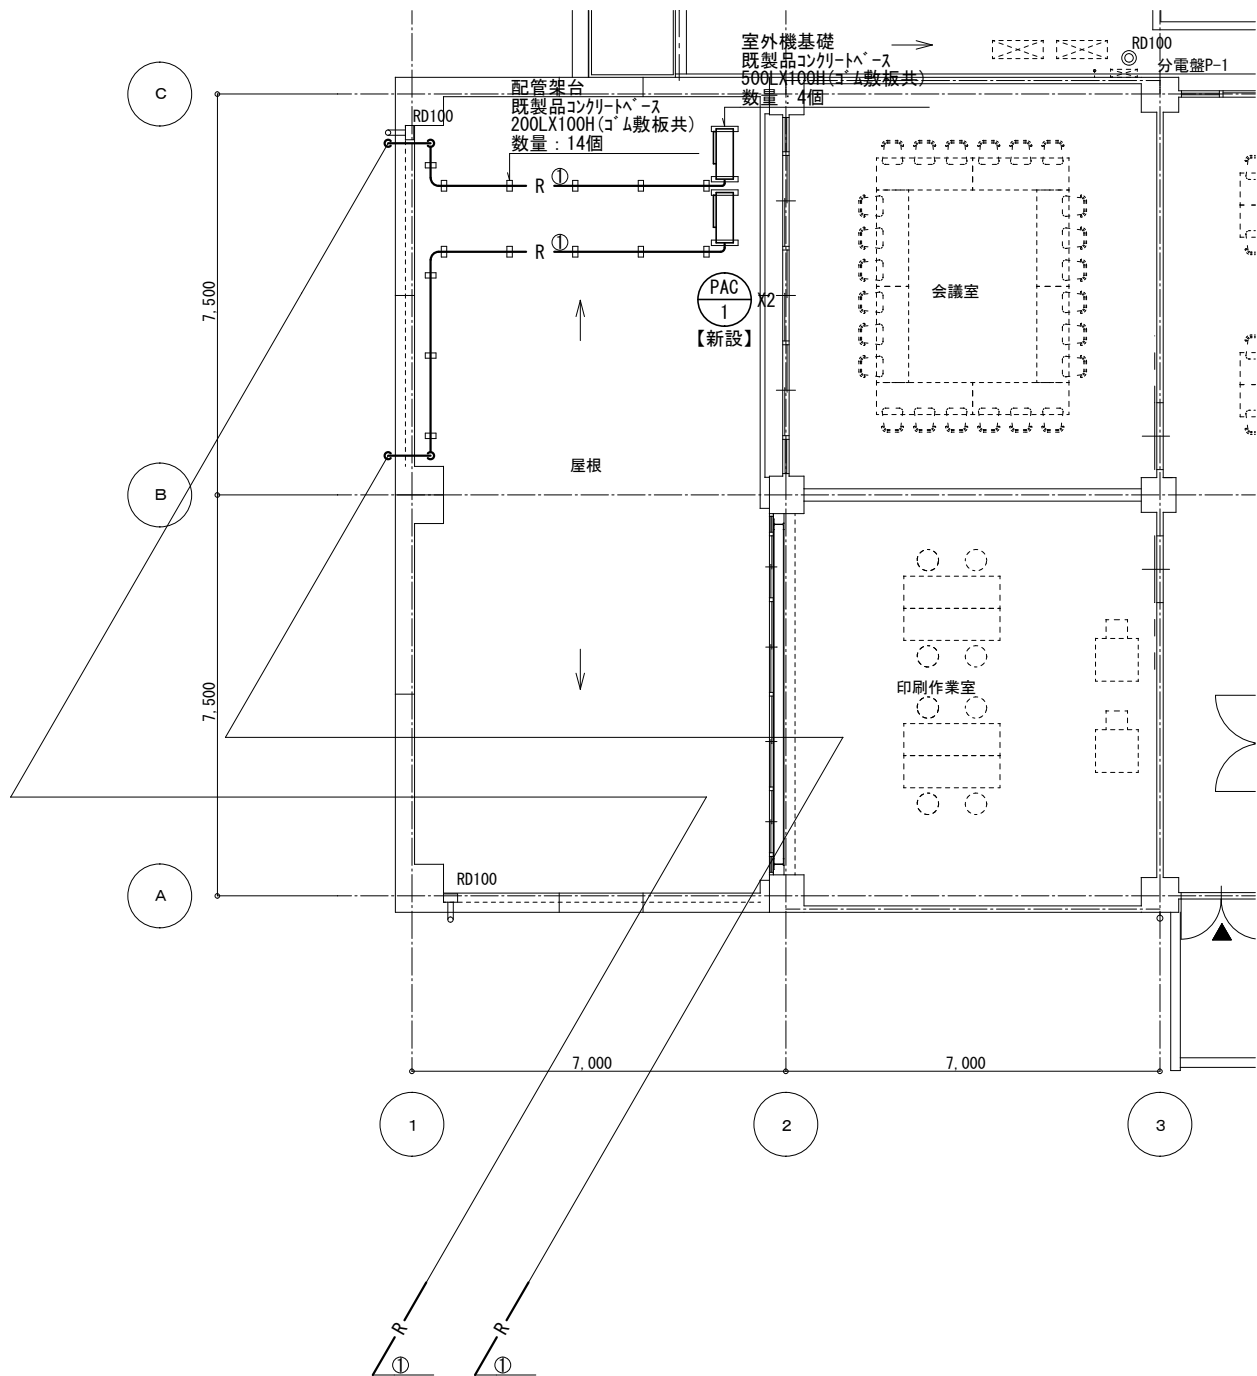 室外機基礎
既製品コンクリートベース
500LX100H(ゴム敷板共)
数量：4個
RD100
分電盤P-1
C
配管架台
既製品コンクリートベース
200LX100H(ゴム敷板共)
数量：14個
RD100
R ①
R ①
PAC
1
X2
【新設】
会議室
7,500
屋根
B
7,500
印刷作業室
RD100
A
7,000
7,000
1
2
3
R
①
R
①